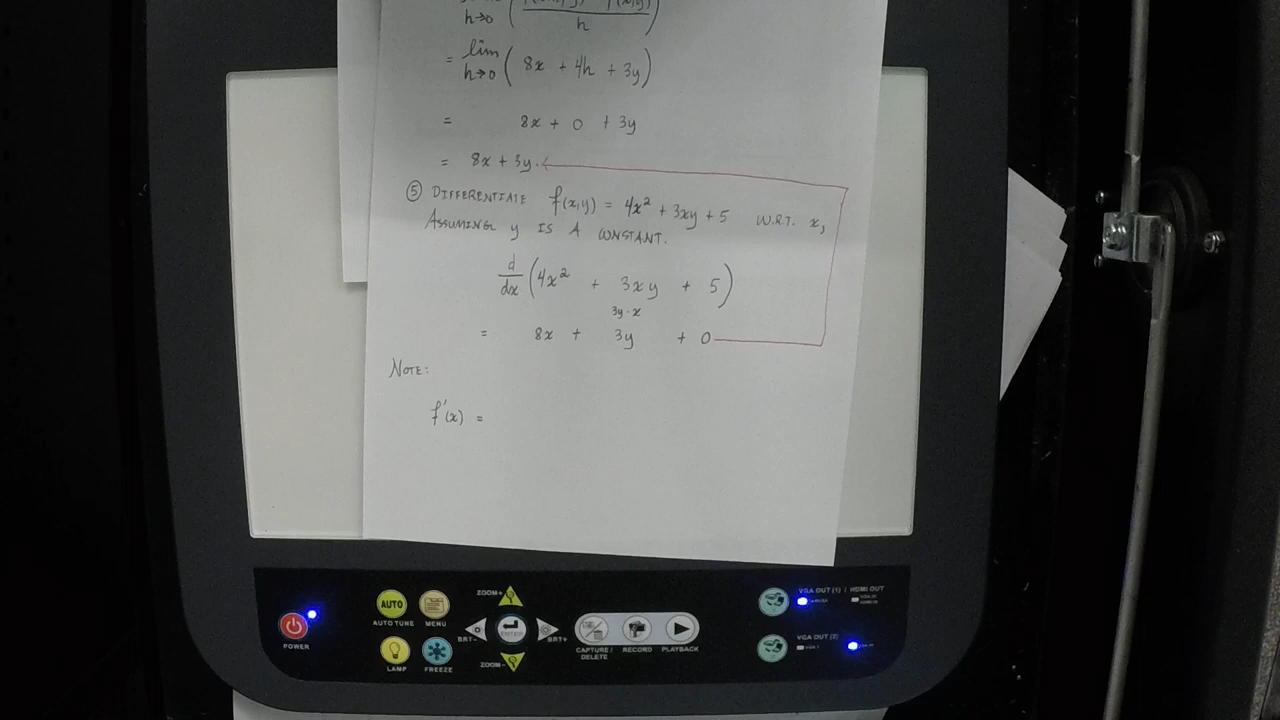 h→0 h
= lim h→0 ( 8x + 4h + 3y )
= 8x + 0 + 3y
= 8x + 3y.
⑤ DIFFERENTIATE f(x,y) = 4x² + 3xy + 5 W.R.T. x,
ASSUMING y IS A CONSTANT.
d/dx ( 4x² + 3xy + 5 )
3y·x
= 8x + 3y + 0
NOTE:
f'(x) =
ZOOM+
AUTO
AUTO TUNE
MENU
BRT-
ENTER
BRT+
POWER
LAMP
FREEZE
ZOOM-
CAPTURE / DELETE
RECORD
PLAYBACK
VGA OUT (1) / HDMI OUT
VGA OUT (2)